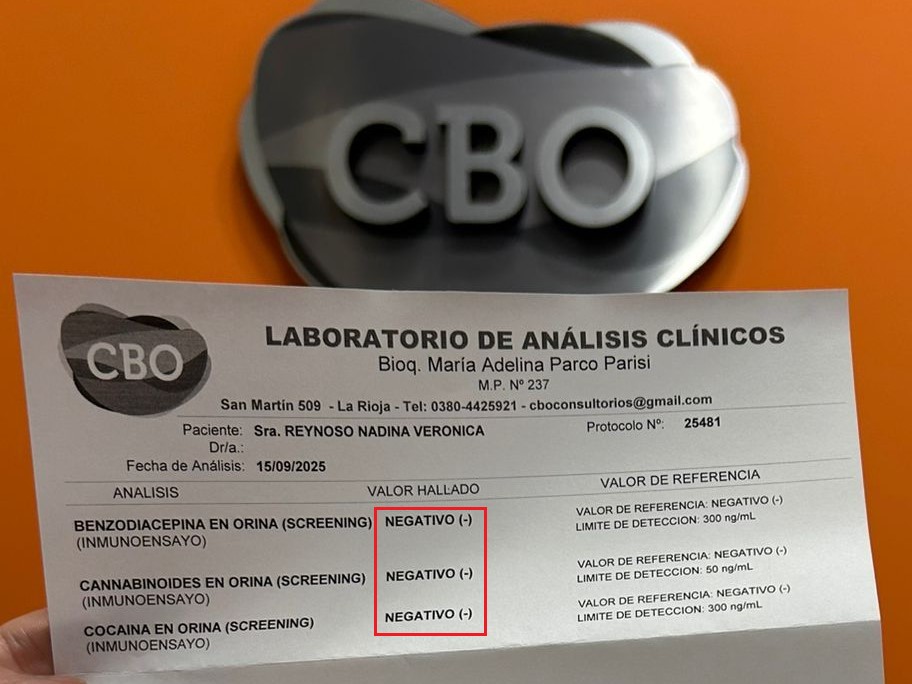 CBO
CBO
LABORATORIO DE ANÁLISIS CLÍNICOS
Bioq. María Adelina Parco Parisi
M.P. Nº 237
San Martín 509 - La Rioja - Tel: 0380-4425921 - cboconsultorios@gmail.com
Paciente: Sra. REYNOSO NADINA VERONICA Protocolo Nº: 25481
Dr/a.:
Fecha de Análisis: 15/09/2025
ANALISIS VALOR HALLADO VALOR DE REFERENCIA
BENZODIACEPINA EN ORINA (SCREENING) NEGATIVO (-) VALOR DE REFERENCIA: NEGATIVO (-)
(INMUNOENSAYO) LIMITE DE DETECCION: 300 ng/mL
CANNABINOIDES EN ORINA (SCREENING) NEGATIVO (-) VALOR DE REFERENCIA: NEGATIVO (-)
(INMUNOENSAYO) LIMITE DE DETECCION: 50 ng/mL
COCAINA EN ORINA (SCREENING) NEGATIVO (-) VALOR DE REFERENCIA: NEGATIVO (-)
(INMUNOENSAYO) LIMITE DE DETECCION: 300 ng/mL